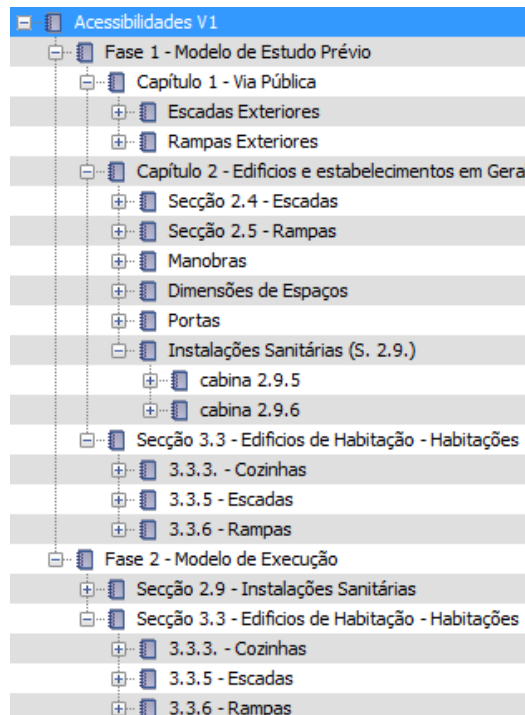 Acessibilidades V1
Fase 1 - Modelo de Estudo Prévio
Capítulo 1 - Via Pública
Escadas Exteriores
Rampas Exteriores
Capítulo 2 - Edificios e estabelecimentos em Gera
Secção 2.4 - Escadas
Secção 2.5 - Rampas
Manobras
Dimensões de Espaços
Portas
Instalações Sanitárias (S. 2.9.)
cabina 2.9.5
cabina 2.9.6
Secção 3.3 - Edificios de Habitação - Habitações
3.3.3. - Cozinhas
3.3.5 - Escadas
3.3.6 - Rampas
Fase 2 - Modelo de Execução
Secção 2.9 - Instalações Sanitárias
Secção 3.3 - Edificios de Habitação - Habitações
3.3.3. - Cozinhas
3.3.5 - Escadas
3.3.6 - Rampas